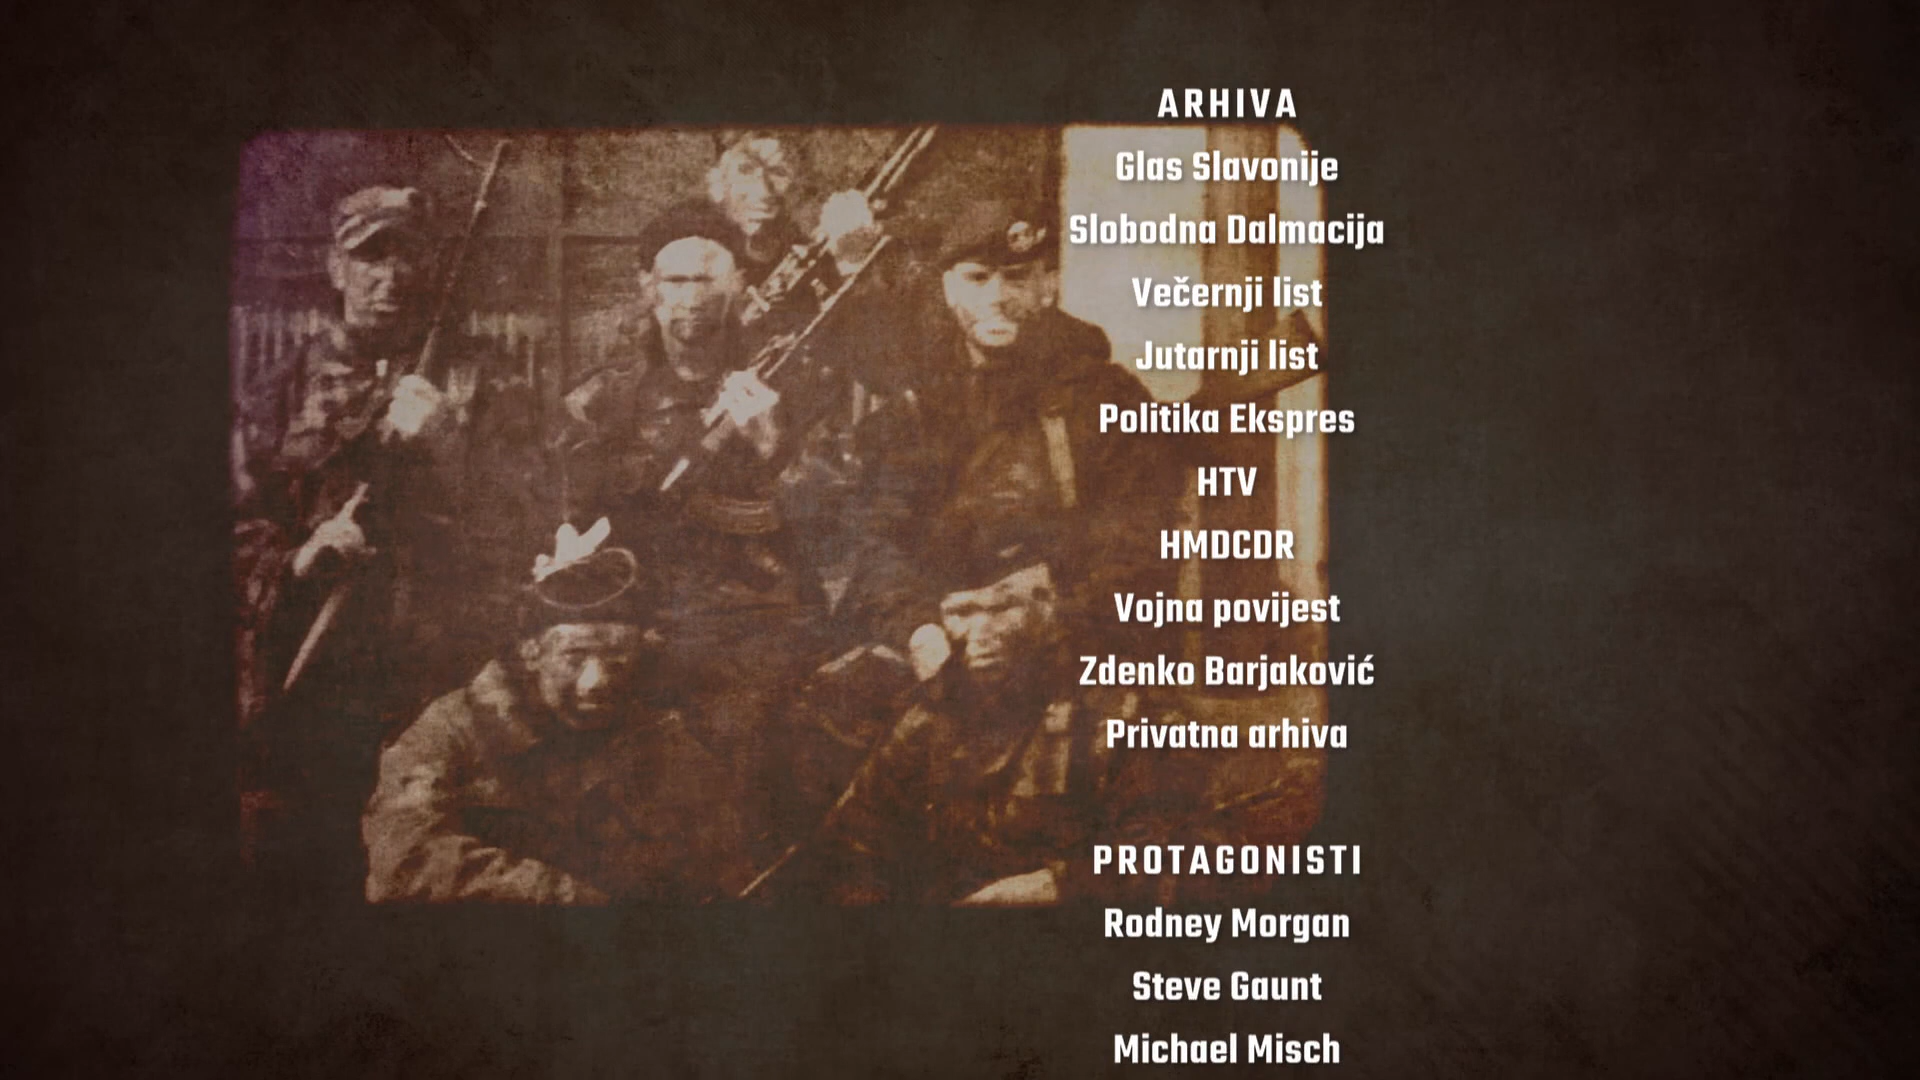 ARHIVA
Glas Slavonije
Slobodna Dalmacija
Večernji list
Jutarnji list
Politika Ekspres
HTV
HMDCDR
Vojna povijest
Zdenko Barjaković
Privatna arhiva
PROTAGONISTI
Rodney Morgan
Steve Gaunt
Michael Misch